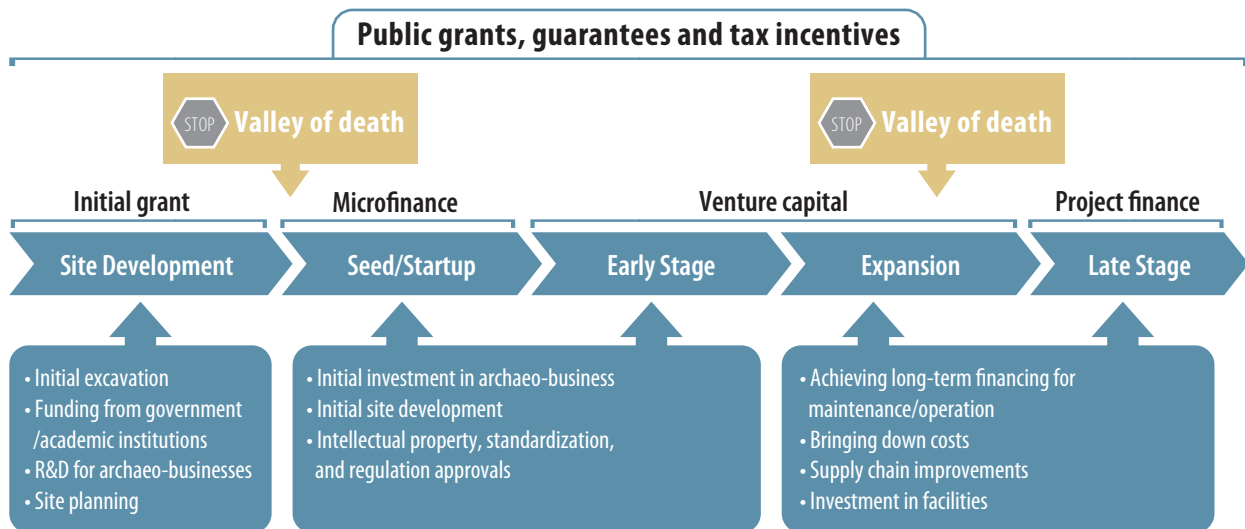 Public grants, guarantees and tax incentives
STOP Valley of death
STOP Valley of death
Initial grant
Microfinance
Venture capital
Project finance
Site Development
Seed/Startup
Early Stage
Expansion
Late Stage
• Initial excavation
• Funding from government
/academic institutions
• R&D for archaeo-businesses
• Site planning
• Initial investment in archaeo-business
• Initial site development
• Intellectual property, standardization,
and regulation approvals
• Achieving long-term financing for
maintenance/operation
• Bringing down costs
• Supply chain improvements
• Investment in facilities